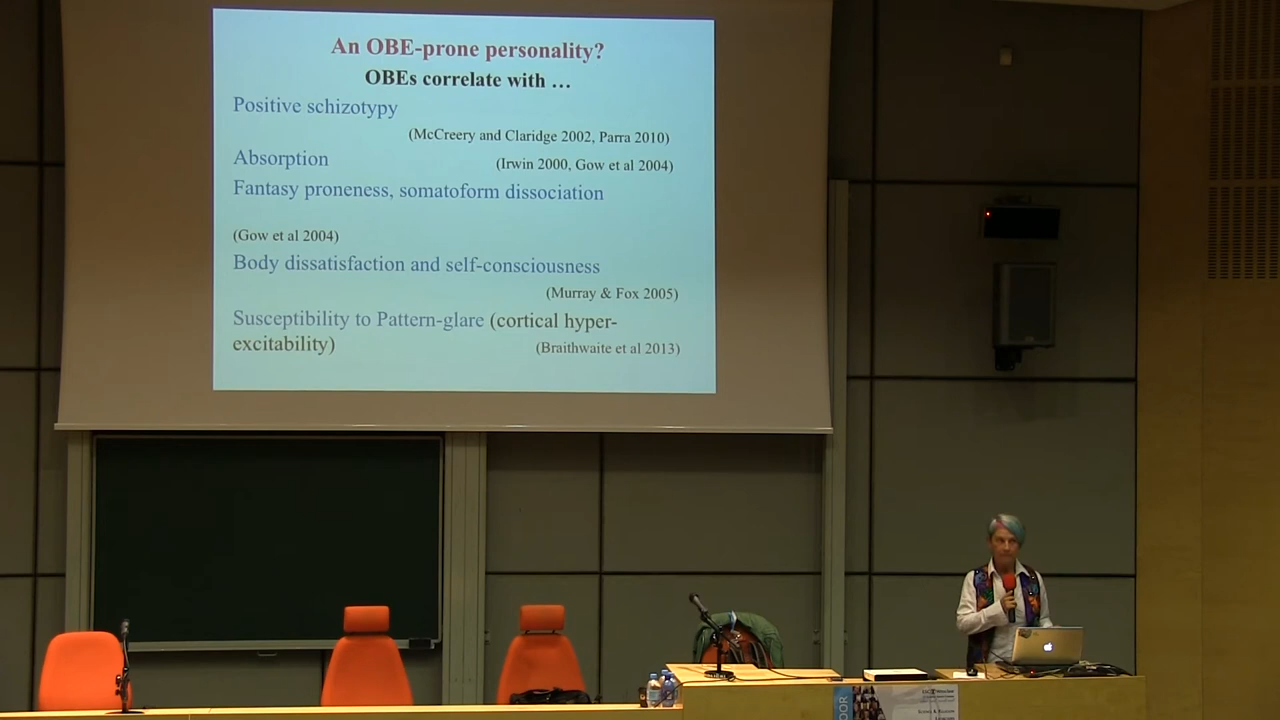 An OBE-prone personality?
OBEs correlate with …
Positive schizotypy
(McCreery and Claridge 2002, Parra 2010)
Absorption (Irwin 2000, Gow et al 2004)
Fantasy proneness, somatoform dissociation
(Gow et al 2004)
Body dissatisfaction and self-consciousness
(Murray & Fox 2005)
Susceptibility to Pattern-glare (cortical hyper-
excitability) (Braithwaite et al 2013)